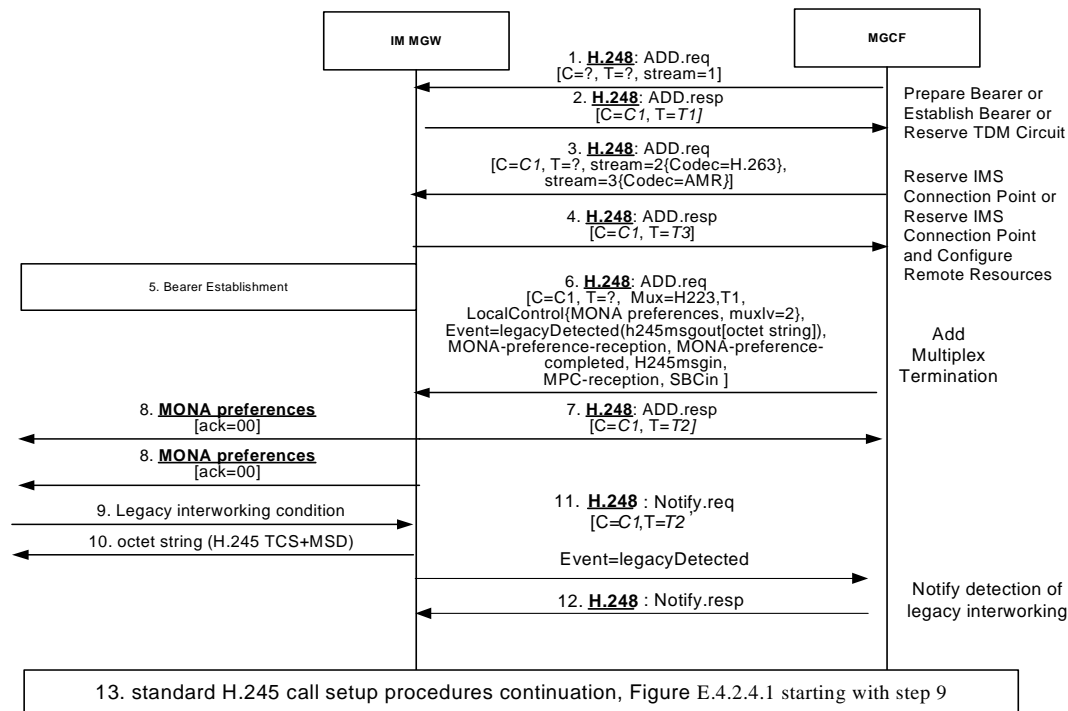 IM MGW
MGCF
1. H.248: ADD.req
[C=?, T=?, stream=1]
2. H.248: ADD.resp
[C=C1, T=T1]
Prepare Bearer or
Establish Bearer or
Reserve TDM Circuit
3. H.248: ADD.req
[C=C1, T=?, stream=2{Codec=H.263},
stream=3{Codec=AMR}]
4. H.248: ADD.resp
[C=C1, T=T3]
Reserve IMS
Connection Point or
Reserve IMS
Connection Point
and Configure
Remote Resources
5. Bearer Establishment
6. H.248: ADD.req
[C=C1, T=?, Mux=H223,T1,
LocalControl{MONA preferences, muxlv=2},
Event=legacyDetected(h245msgout[octet string]),
MONA-preference-reception, MONA-preference-
completed, H245msgin,
MPC-reception, SBCin ]
Add
Multiplex
Termination
8. MONA preferences
[ack=00]
7. H.248: ADD.resp
[C=C1, T=T2]
8. MONA preferences
[ack=00]
9. Legacy interworking condition
10. octet string (H.245 TCS+MSD)
11. H.248 : Notify.req
[C=C1,T=T2 ,
Event=legacyDetected
12. H.248 : Notify.resp
Notify detection of
legacy interworking
13. standard H.245 call setup procedures continuation, Figure E.4.2.4.1 starting with step 9